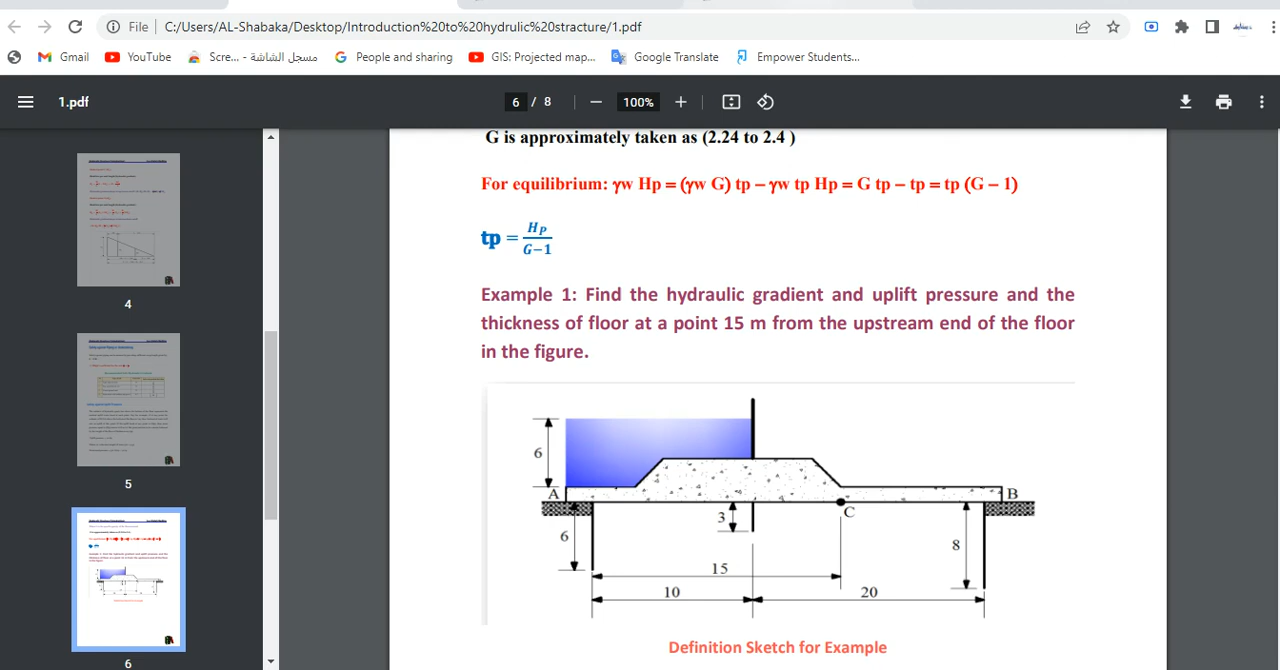 File | C:/Users/AL-Shabaka/Desktop/Introduction%20to%20hydrulic%20stracture/1.pdf
Gmail YouTube Scre... - مسجل الشاشة People and sharing GIS: Projected map... Google Translate Empower Students...
1.pdf 6 / 8 100%
4
5
6
G is approximately taken as (2.24 to 2.4 )
For equilibrium: γw Hp = (γw G) tp – γw tp Hp = G tp – tp = tp (G – 1)
tp = HP
G−1
Example 1: Find the hydraulic gradient and uplift pressure and the
thickness of floor at a point 15 m from the upstream end of the floor
in the figure.
6
A B
C
3
6
8
15
10 20
Definition Sketch for Example